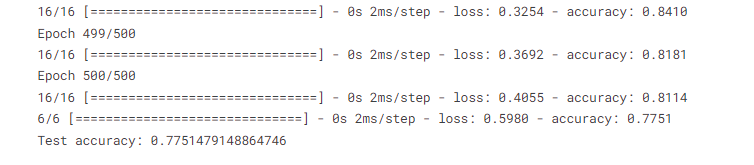 16/16 [==============================] - 0s 2ms/step - loss: 0.3254 - accuracy: 0.8410
Epoch 499/500
16/16 [==============================] - 0s 2ms/step - loss: 0.3692 - accuracy: 0.8181
Epoch 500/500
16/16 [==============================] - 0s 2ms/step - loss: 0.4055 - accuracy: 0.8114
6/6 [==============================] - 0s 2ms/step - loss: 0.5980 - accuracy: 0.7751
Test accuracy: 0.7751479148864746